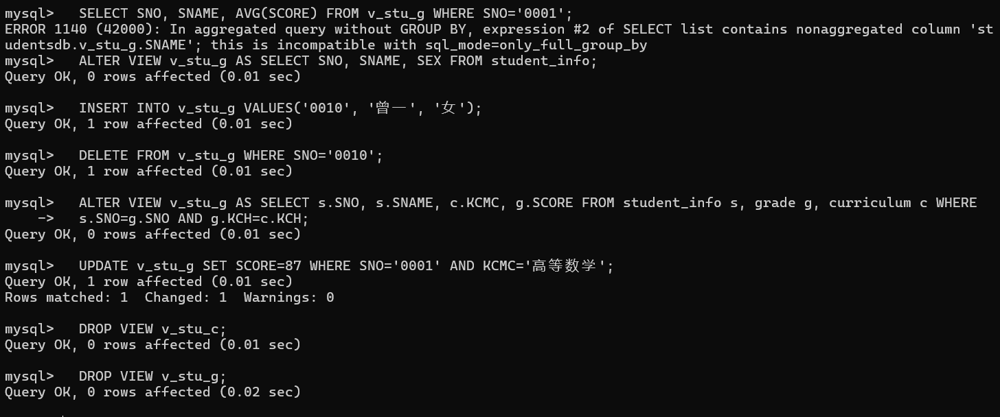 mysql>   SELECT SNO, SNAME, AVG(SCORE) FROM v_stu_g WHERE SNO='0001';
ERROR 1140 (42000): In aggregated query without GROUP BY, expression #2 of SELECT list contains nonaggregated column 'st
udentsdb.v_stu_g.SNAME'; this is incompatible with sql_mode=only_full_group_by
mysql>   ALTER VIEW v_stu_g AS SELECT SNO, SNAME, SEX FROM student_info;
Query OK, 0 rows affected (0.01 sec)
mysql>   INSERT INTO v_stu_g VALUES('0010', '曾一', '女');
Query OK, 1 row affected (0.01 sec)
mysql>   DELETE FROM v_stu_g WHERE SNO='0010';
Query OK, 1 row affected (0.01 sec)
mysql>   ALTER VIEW v_stu_g AS SELECT s.SNO, s.SNAME, c.KCMC, g.SCORE FROM student_info s, grade g, curriculum c WHERE
    ->   s.SNO=g.SNO AND g.KCH=c.KCH;
Query OK, 0 rows affected (0.01 sec)
mysql>   UPDATE v_stu_g SET SCORE=87 WHERE SNO='0001' AND KCMC='高等数学';
Query OK, 1 row affected (0.01 sec)
Rows matched: 1  Changed: 1  Warnings: 0
mysql>   DROP VIEW v_stu_c;
Query OK, 0 rows affected (0.01 sec)
mysql>   DROP VIEW v_stu_g;
Query OK, 0 rows affected (0.02 sec)